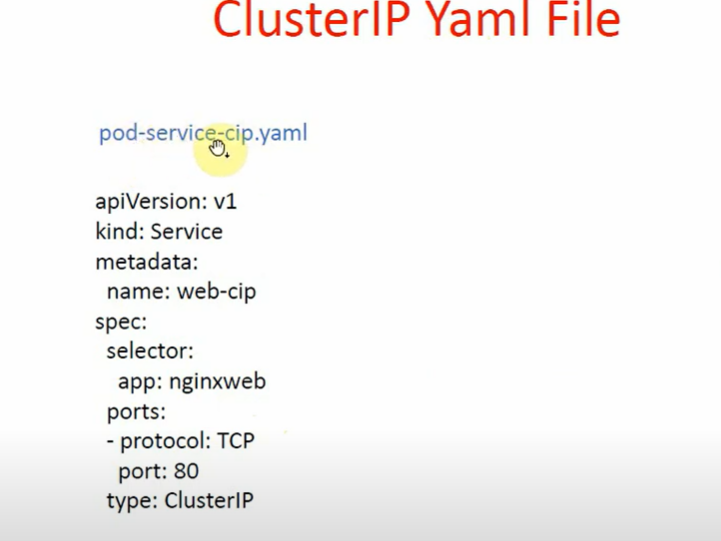 ClusterIP Yaml File
pod-service-cip.yaml
apiVersion: v1
kind: Service
metadata:
  name: web-cip
spec:
  selector:
    app: nginxweb
  ports:
  - protocol: TCP
    port: 80
  type: ClusterIP